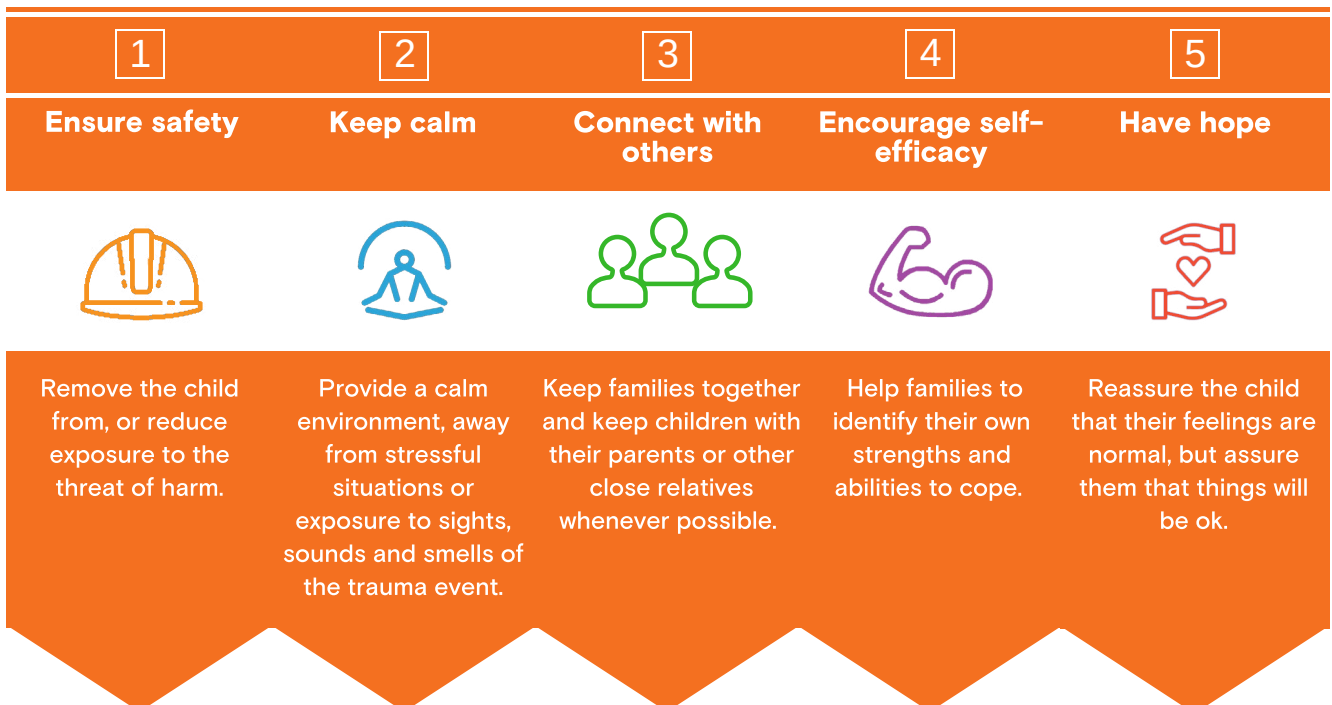 1
Ensure safety
Remove the child
from, or reduce
exposure to the
threat of harm.
2
Keep calm
Provide a calm
environment, away
from stressful
situations or
exposure to sights,
sounds and smells of
the trauma event.
3
Connect with
others
Keep families together
and keep children with
their parents or other
close relatives
whenever possible.
4
Encourage self-
efficacy
Help families to
identify their own
strengths and
abilities to cope.
5
Have hope
Reassure the child
that their feelings are
normal, but assure
them that things will
be ok.